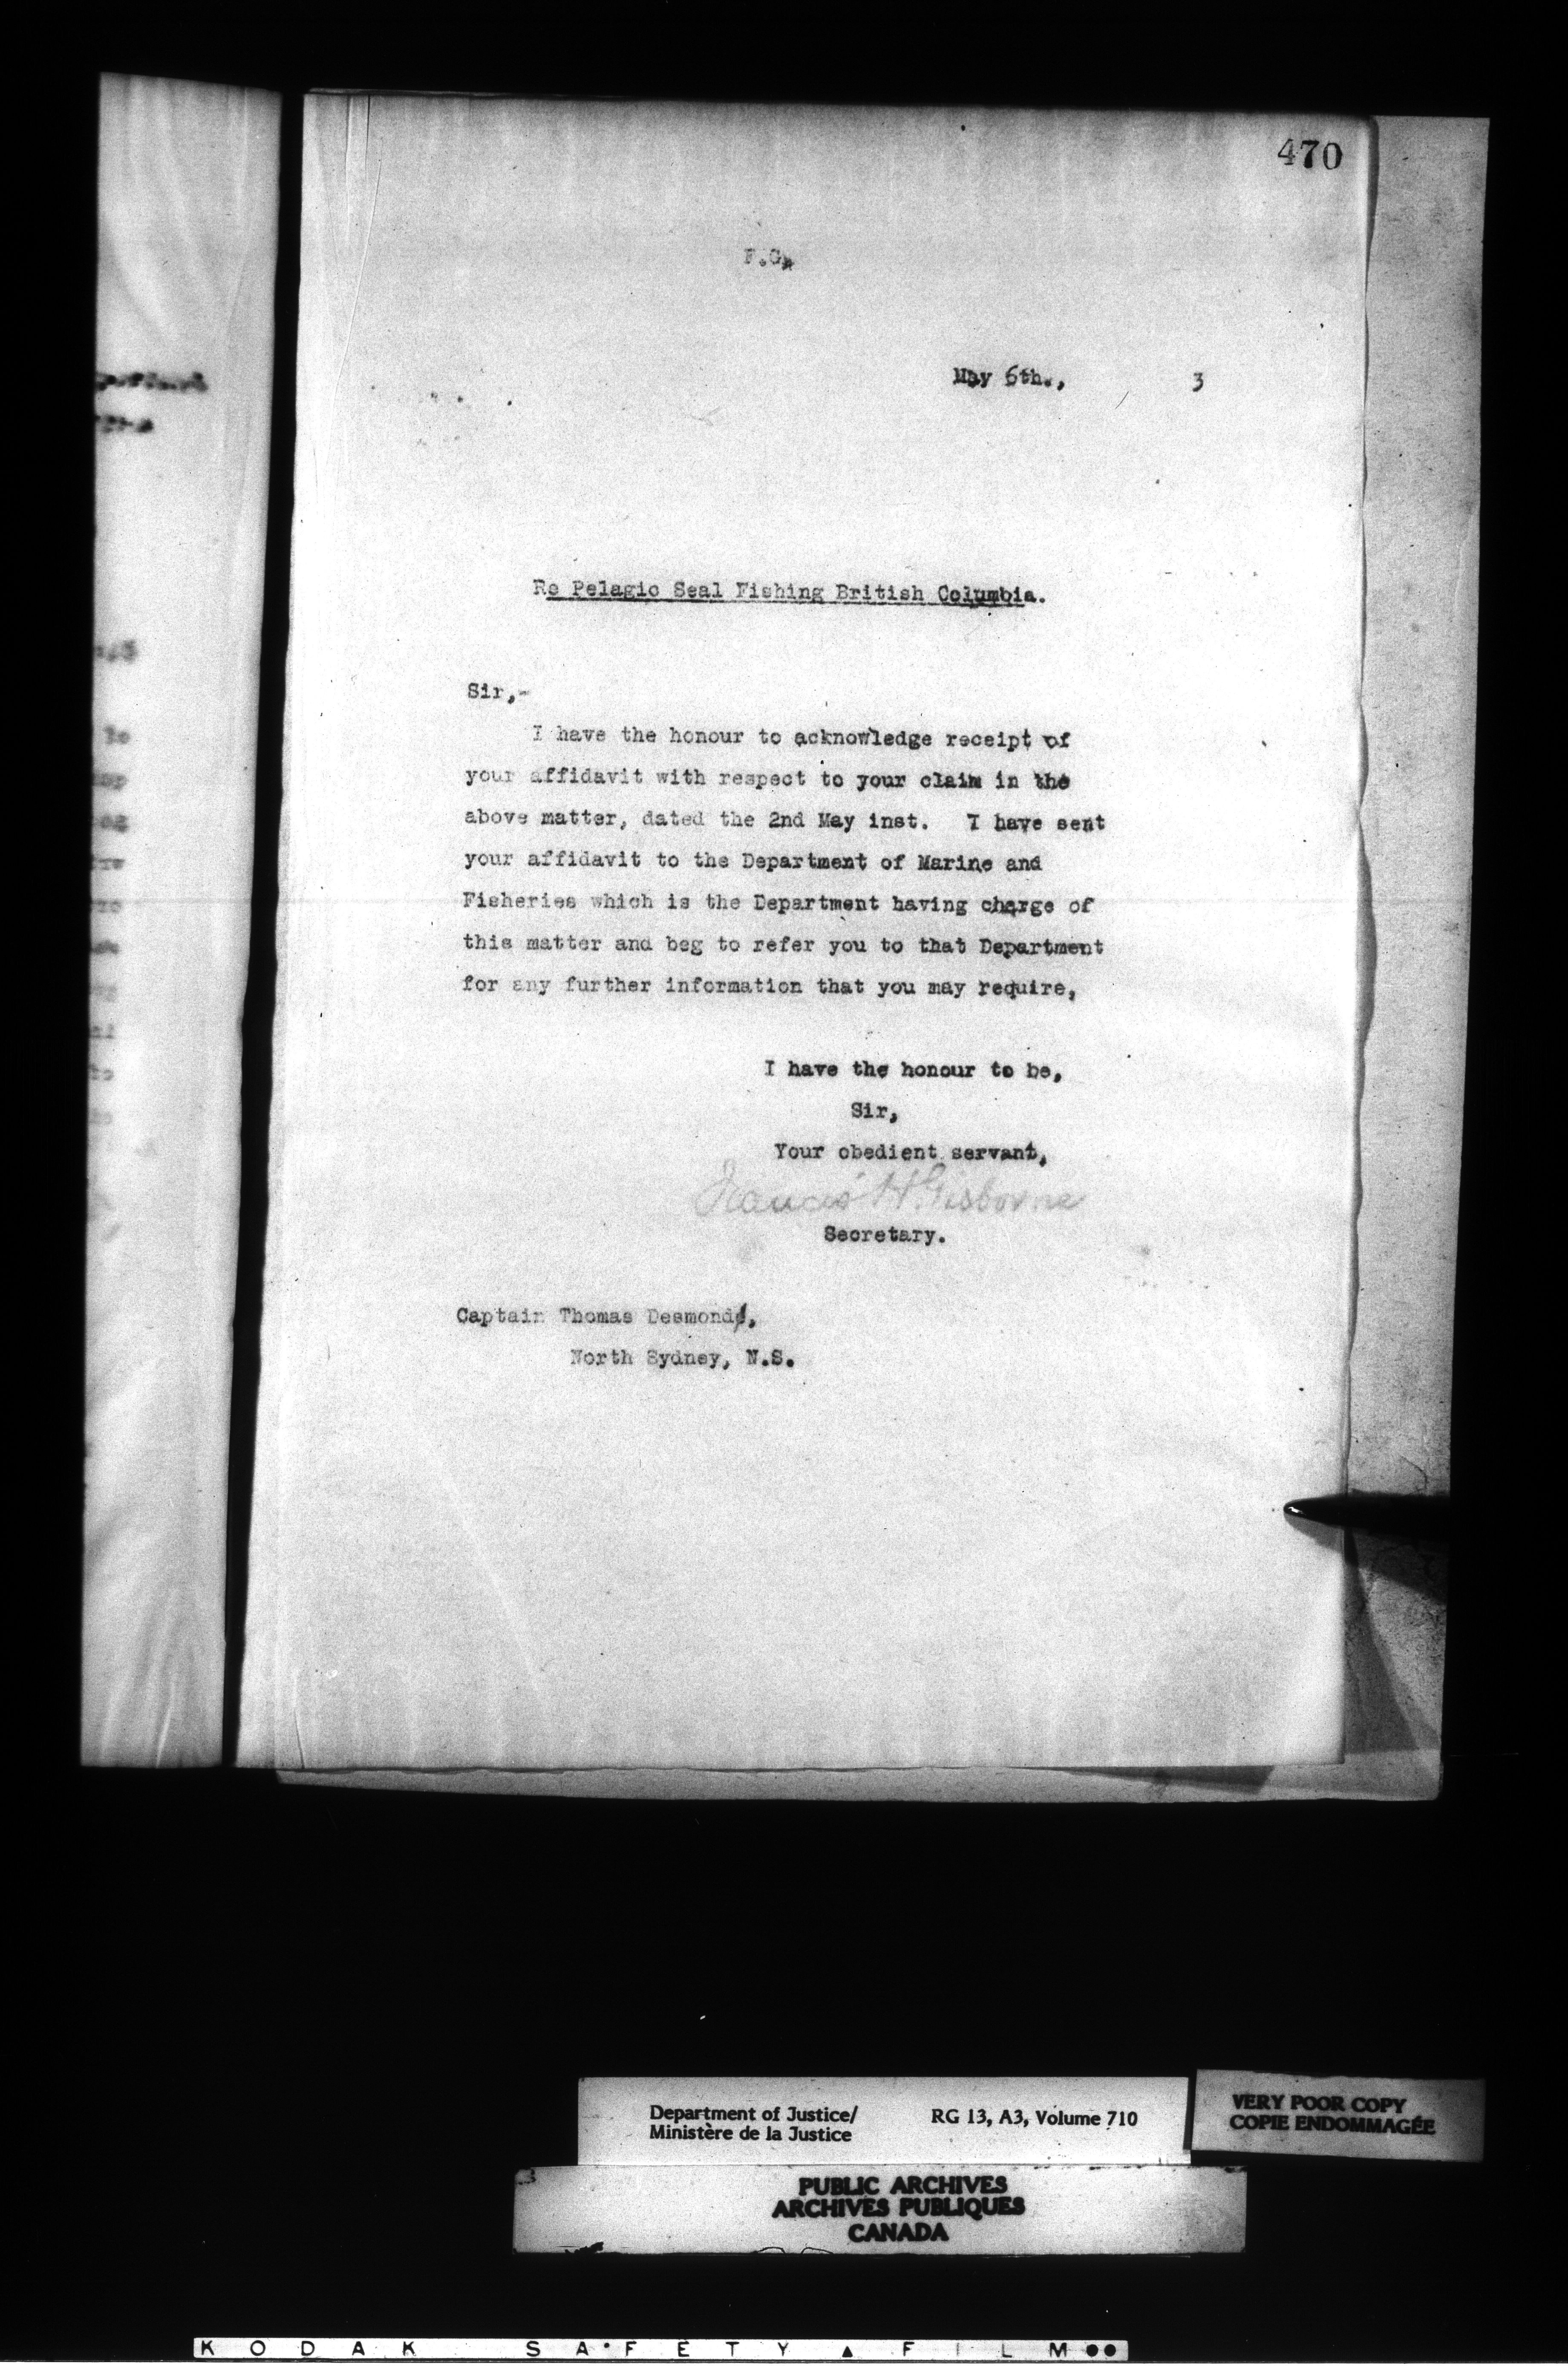 470
F.G.
May 6th., 3
Re Pelagic Seal Fishing British Columbia.
Sir,-
I have the honour to acknowledge receipt of
your affidavit with respect to your claim in the
above matter, dated the 2nd May inst. I have sent
your affidavit to the Department of Marine and
Fisheries which is the Department having charge of
this matter and beg to refer you to that Department
for any further information that you may require,
I have the honour to be,
Sir,
Your obedient servant,
Francis H. Gisborne
Secretary.
Captain Thomas Desmond,
North Sydney, N.S.
Department of Justice/
Ministère de la Justice
RG 13, A3, Volume 710
VERY POOR COPY
COPIE ENDOMMAGÉE
PUBLIC ARCHIVES
ARCHIVES PUBLIQUES
CANADA
KODAK SAFETY FILM